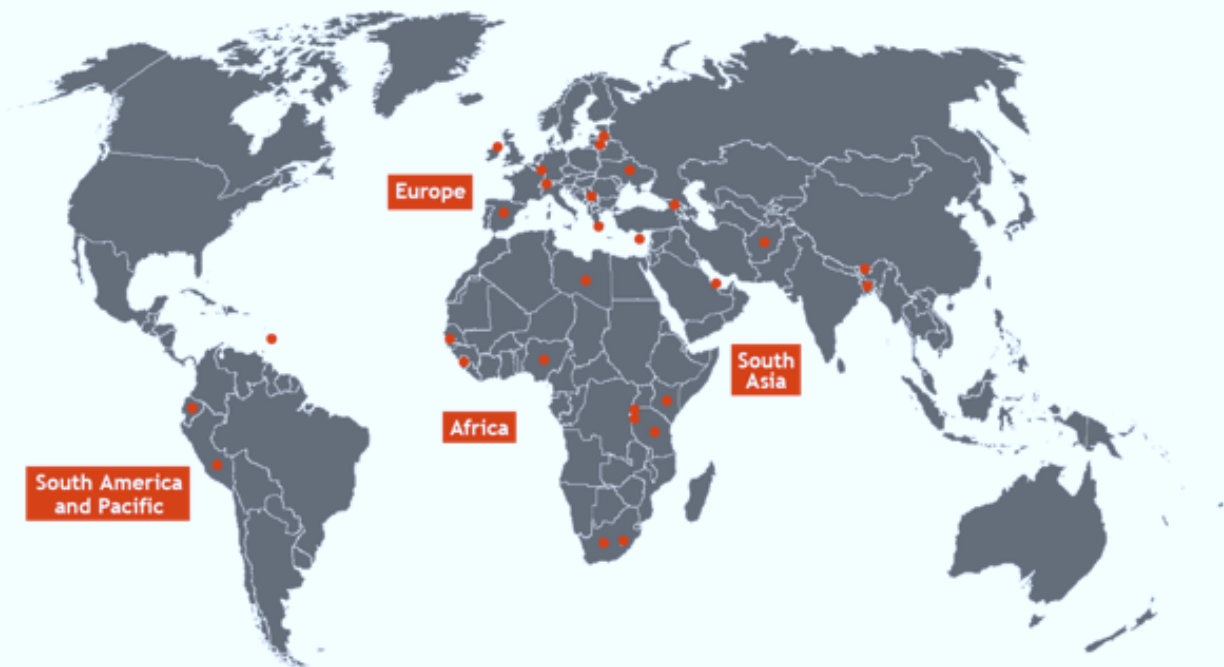 Europe
South
Asia
Africa
South America
and Pacific